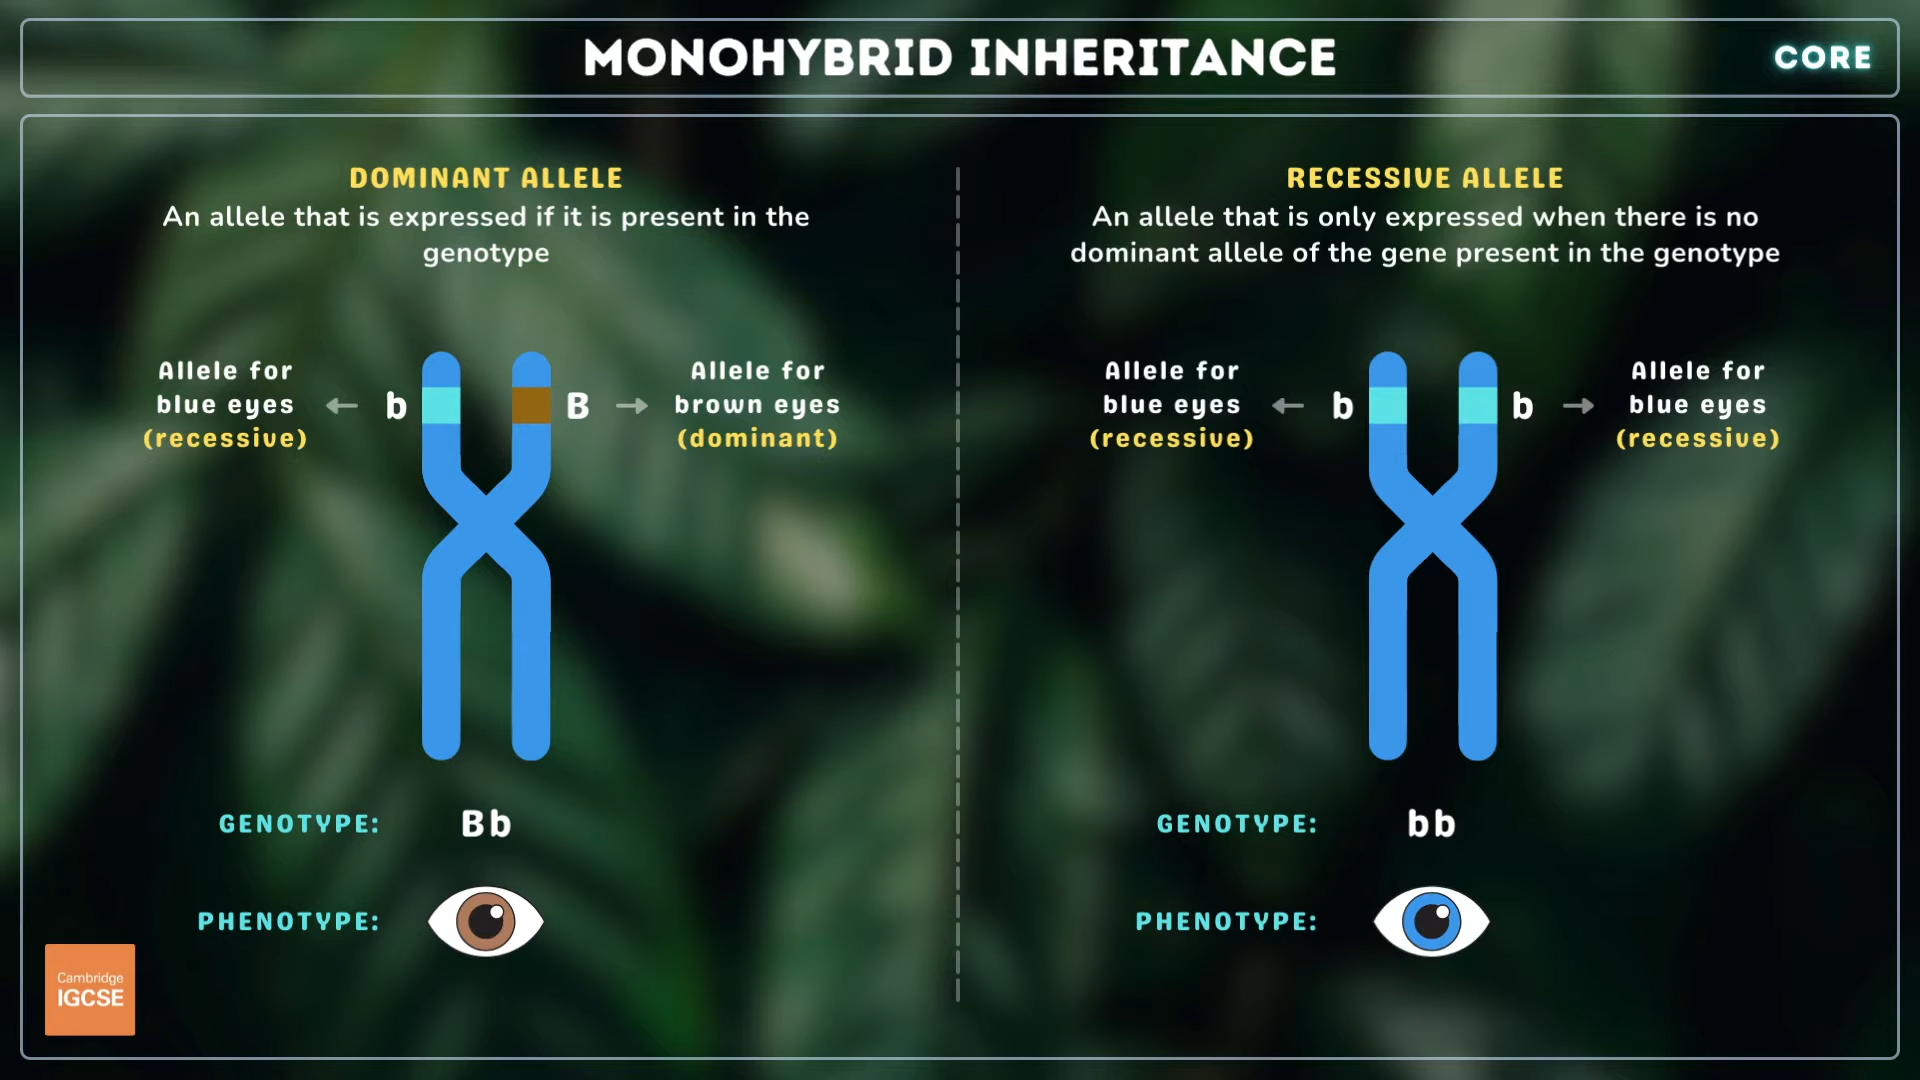 MONOHYBRID INHERITANCE
CORE
DOMINANT ALLELE
An allele that is expressed if it is present in the
genotype
Allele for
blue eyes
(recessive)
b
B
Allele for
brown eyes
(dominant)
GENOTYPE:
Bb
PHENOTYPE:
RECESSIVE ALLELE
An allele that is only expressed when there is no
dominant allele of the gene present in the genotype
Allele for
blue eyes
(recessive)
b
b
Allele for
blue eyes
(recessive)
GENOTYPE:
bb
PHENOTYPE:
Cambridge
IGCSE